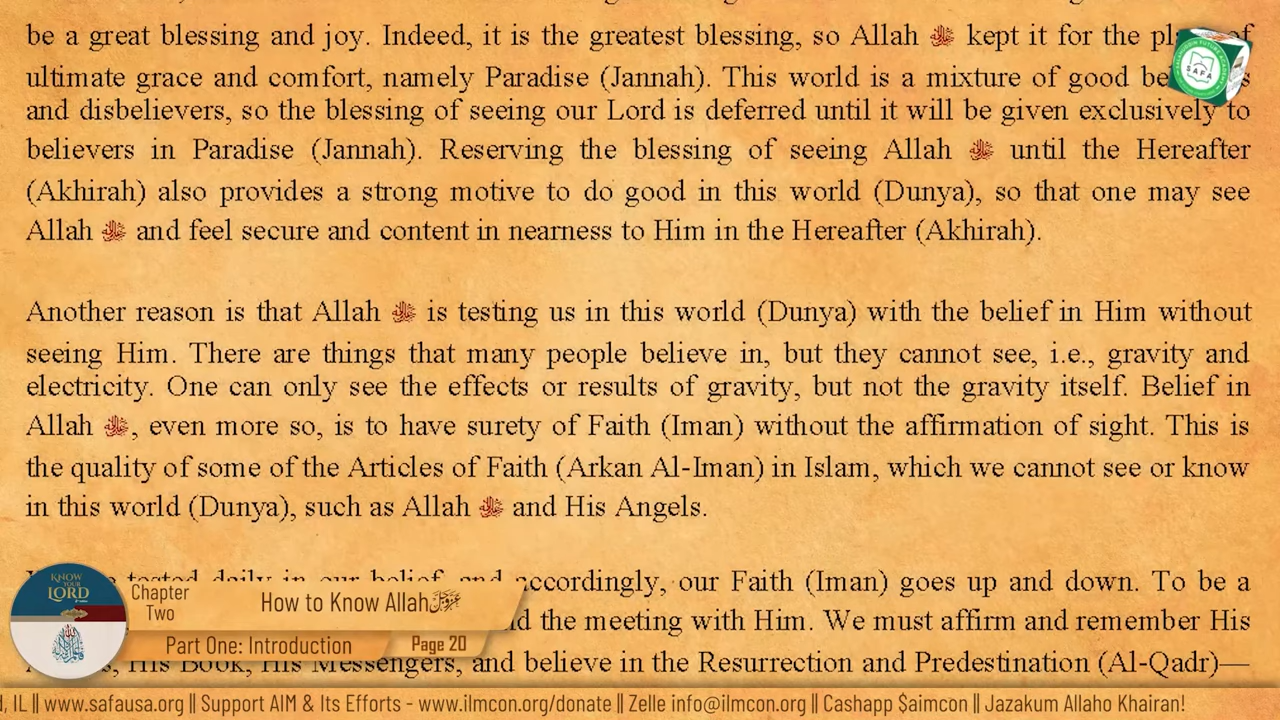 be a great blessing and joy. Indeed, it is the greatest blessing, so Allah ﷻ kept it for the of
ultimate grace and comfort, namely Paradise (Jannah). This world is a mixture of good
and disbelievers, so the blessing of seeing our Lord is deferred until it will be given exclusively to
believers in Paradise (Jannah). Reserving the blessing of seeing Allah ﷻ until the Hereafter
(Akhirah) also provides a strong motive to do good in this world (Dunya), so that one may see
Allah ﷻ and feel secure and content in nearness to Him in the Hereafter (Akhirah).
Another reason is that Allah ﷻ is testing us in this world (Dunya) with the belief in Him without
seeing Him. There are things that many people believe in, but they cannot see, i.e., gravity and
electricity. One can only see the effects or results of gravity, but not the gravity itself. Belief in
Allah ﷻ, even more so, is to have surety of Faith (Iman) without the affirmation of sight. This is
the quality of some of the Articles of Faith (Arkan Al-Iman) in Islam, which we cannot see or know
in this world (Dunya), such as Allah ﷻ and His Angels.
tested daily in our belief, and accordingly, our Faith (Iman) goes up and down. To be a
the meeting with Him. We must affirm and remember His
His Book, His Messengers, and believe in the Resurrection and Predestination (Al-Qadr)—
SAFA
KNOW
YOUR
LORD
Chapter
Two
How to Know Allah عزوجل
Part One: Introduction
Page 20
IL || www.safausa.org || Support AIM & Its Efforts - www.ilmcon.org/donate || Zelle info@ilmcon.org || Cashapp $aimcon || Jazakum Allaho Khairan!